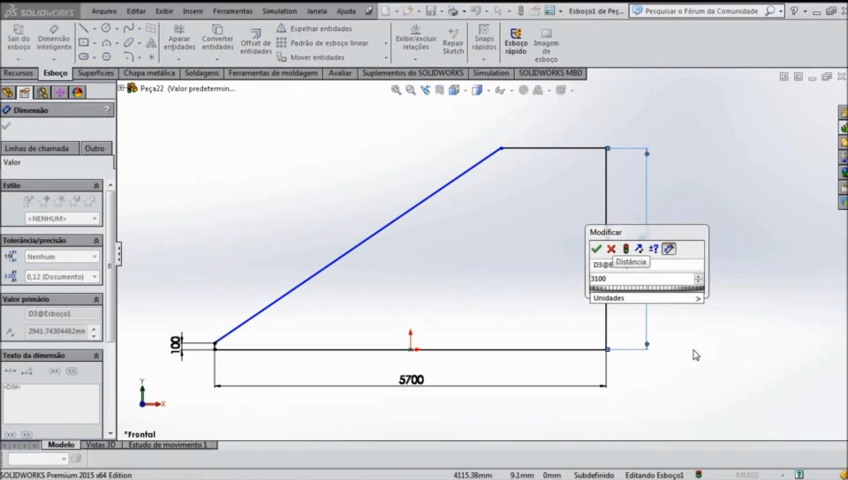 SOLIDWORKS
Arquivo Editar Exibir Inserir Ferramentas Simulation Janela Ajuda
Esboço1 de Peç...
Pesquisar o Fórum da Comunidade
Sair do esboço
Dimensão inteligente
Aparar entidades
Converter entidades
Offset de entidades
Espelhar entidades
Padrão de esboço linear
Mover entidades
Exibir/excluir relações
Reparar Sketch
Snaps rápidos
Esboço rápido
Imagem de esboço
Recursos Esboço Superfícies Chapa metálica Soldagens Ferramentas de moldagem Avaliar Suplementos do SOLIDWORKS Simulation SOLIDWORKS MBD
Peça22 (Valor predetermin...
Dimensão
?
Linhas de chamada Outro
Valor
Estilo
<NENHUM>
Tolerância/precisão
Nenhum
0,12 (Documento)
Valor primário
D3@Esboço1
2941,74304482mm
Texto da dimensão
<DIM>
Modificar
D3@Es
Distância
3100
Unidades >
100
5700
Y
X
*Frontal
Modelo Vistas 3D Estudo de movimento 1
SOLIDWORKS Premium 2015 x64 Edition
4115.38mm 9.1mm 0mm Subdefinido Editando Esboço1 MMGS